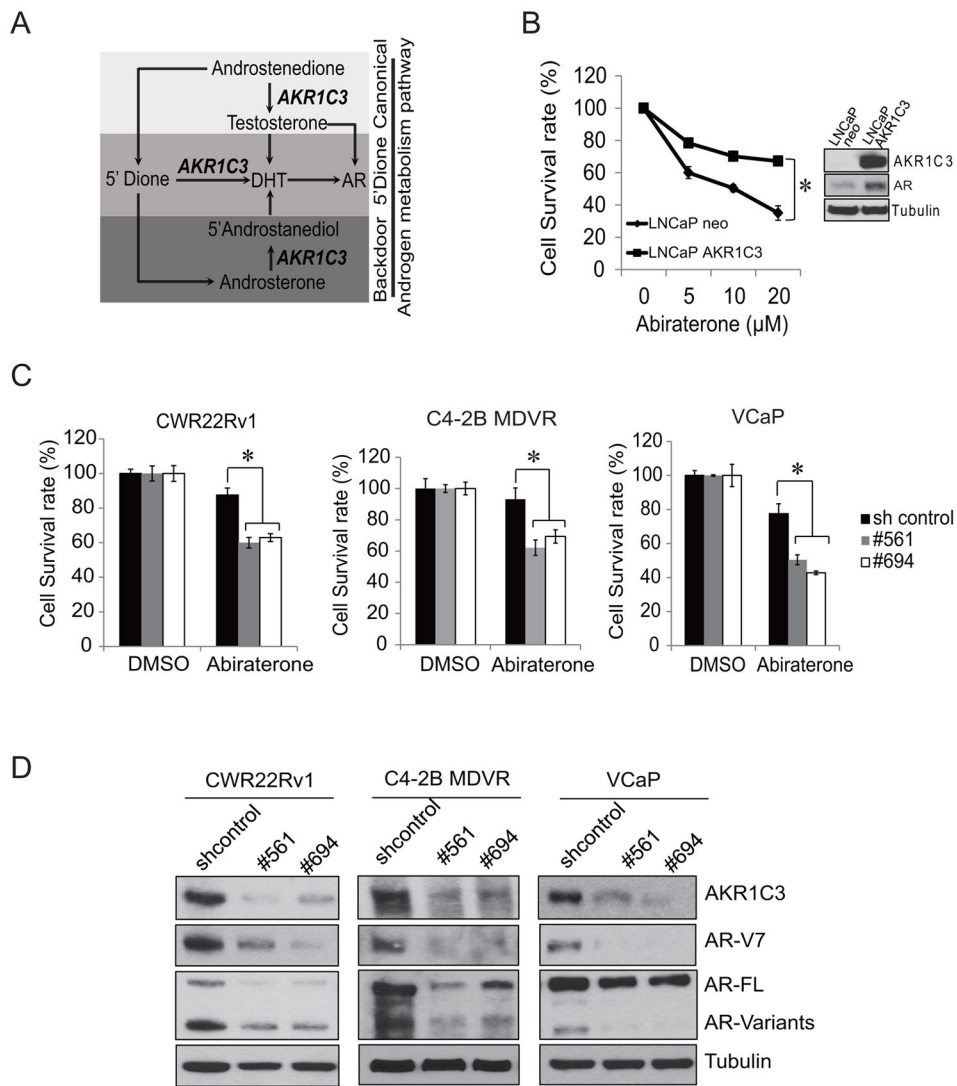 A
Androstenedione
AKR1C3
Testosterone
AKR1C3
5' Dione
DHT
AR
5'Androstanediol
AKR1C3
Androsterone
Backdoor 5'Dione Canonical
Androgen metabolism pathway
B
Cell Survival rate (%)
120
100
80
60
40
20
0
LNCaP neo
LNCaP AKR1C3
*
0 5 10 20
Abiraterone (µM)
LNCaP neo
LNCaP AKR1C3
AKR1C3
AR
Tubulin
C
CWR22Rv1
Cell Survival rate (%)
120
100
80
60
40
20
0
*
DMSO Abiraterone
C4-2B MDVR
Cell Survival rate (%)
120
100
80
60
40
20
0
*
DMSO Abiraterone
VCaP
Cell Survival rate (%)
120
100
80
60
40
20
0
*
DMSO Abiraterone
sh control
#561
#694
D
CWR22Rv1 C4-2B MDVR VCaP
shcontrol #561 #694 shcontrol #561 #694 shcontrol #561 #694
AKR1C3
AR-V7
AR-FL
AR-Variants
Tubulin